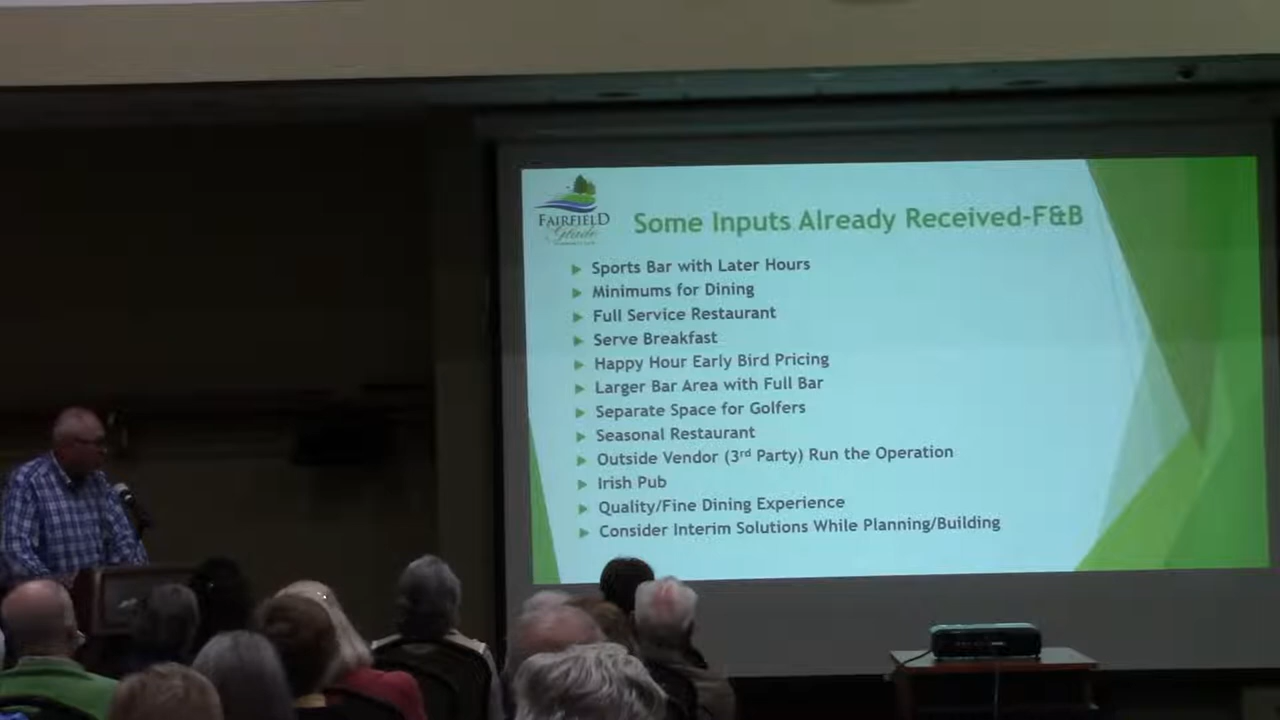 FAIRFIELD
Glade
Some Inputs Already Received-F&B
Sports Bar with Later Hours
Minimums for Dining
Full Service Restaurant
Serve Breakfast
Happy Hour Early Bird Pricing
Larger Bar Area with Full Bar
Separate Space for Golfers
Seasonal Restaurant
Outside Vendor (3rd Party) Run the Operation
Irish Pub
Quality/Fine Dining Experience
Consider Interim Solutions While Planning/Building